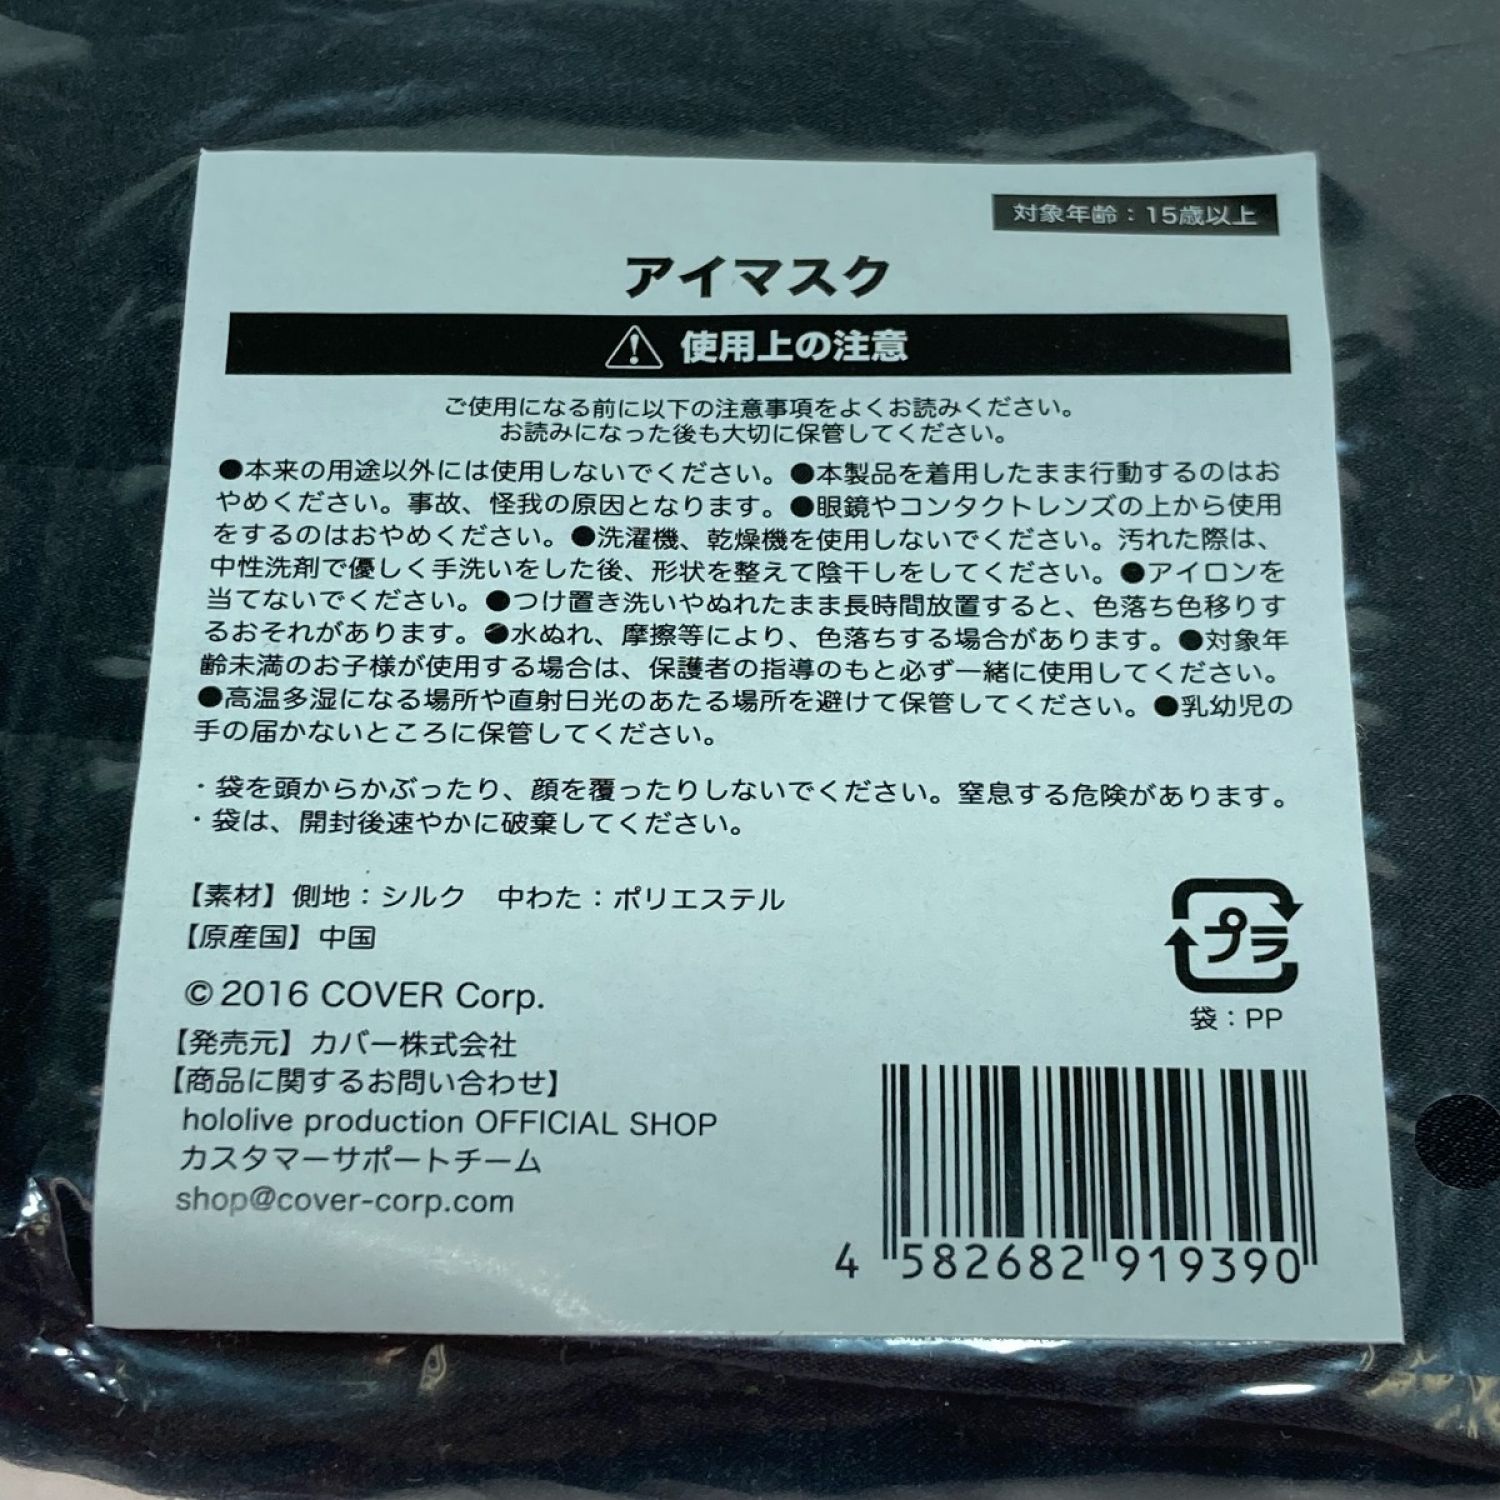 対象年齢：15歳以上
アイマスク
使用上の注意
ご使用になる前に以下の注意事項をよくお読みください。
お読みになった後も大切に保管してください。
●本来の用途以外には使用しないでください。●本製品を着用したまま行動するのはお
やめください。事故、怪我の原因となります。●眼鏡やコンタクトレンズの上から使用
をするのはおやめください。●洗濯機、乾燥機を使用しないでください。汚れた際は、
中性洗剤で優しく手洗いをした後、形状を整えて陰干しをしてください。●アイロンを
当てないでください。●つけ置き洗いやぬれたまま長時間放置すると、色落ち色移りす
るおそれがあります。●水ぬれ、摩擦等により、色落ちする場合があります。●対象年
齢未満のお子様が使用する場合は、保護者の指導のもと必ず一緒に使用してください。
●高温多湿になる場所や直射日光のあたる場所を避けて保管してください。●乳幼児の
手の届かないところに保管してください。
・袋を頭からかぶったり、顔を覆ったりしないでください。窒息する危険があります。
・袋は、開封後速やかに破棄してください。
【素材】側地：シルク　中わた：ポリエステル
【原産国】中国
プラ
袋：PP
© 2016 COVER Corp.
【発売元】カバー株式会社
【商品に関するお問い合わせ】
hololive production OFFICIAL SHOP
カスタマーサポートチーム
shop@cover-corp.com
4 582682 919390